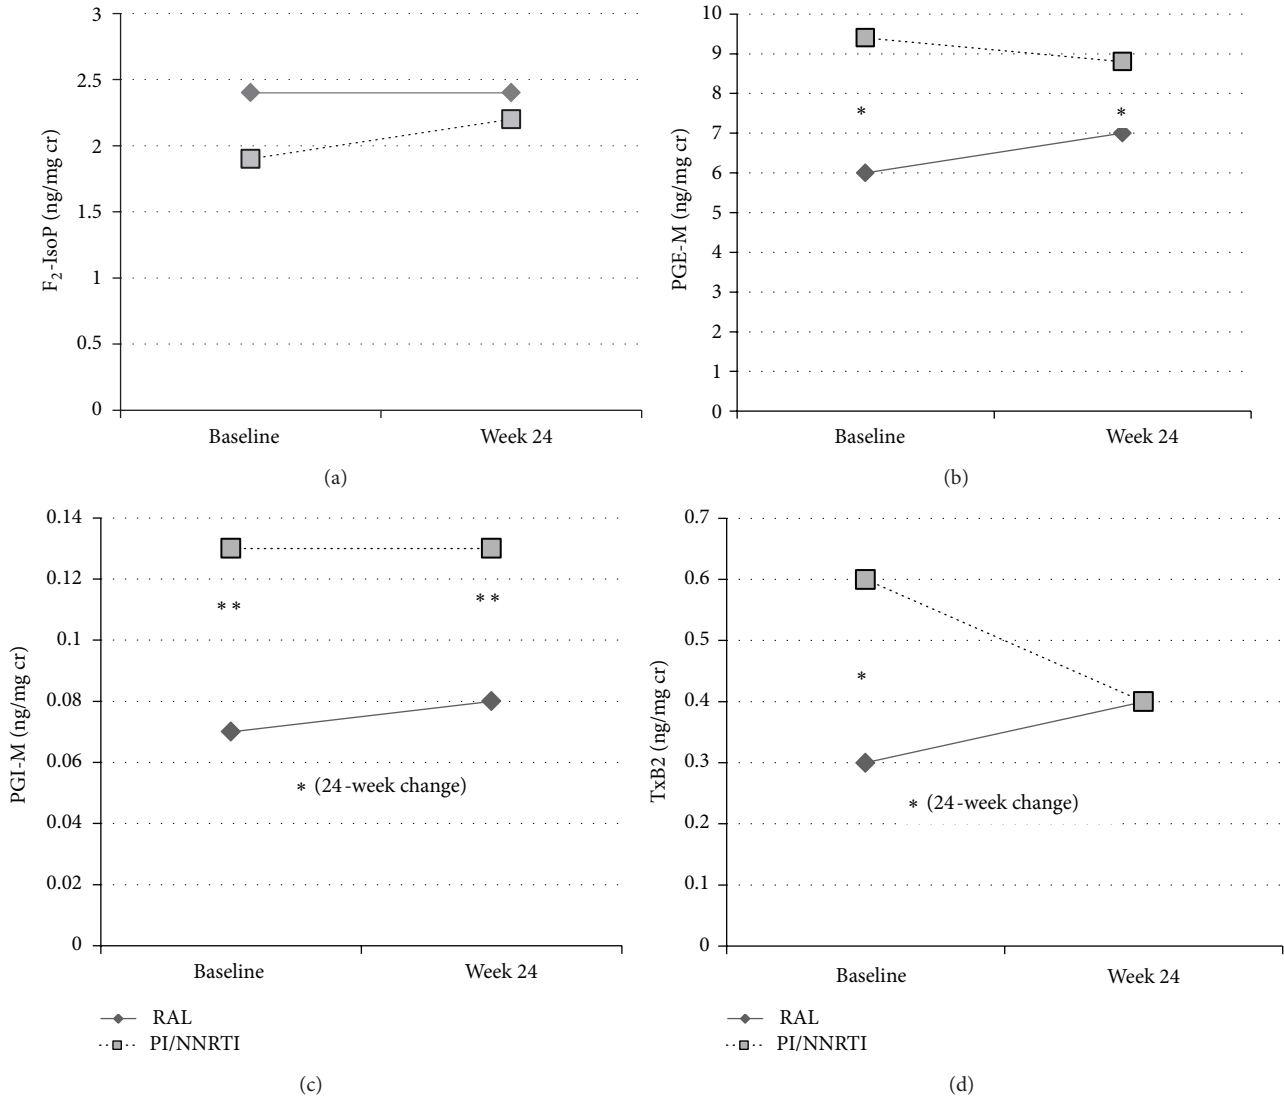 3
2.5
2
1.5
1
0.5
0
F₂-IsoP (ng/mg cr)
Baseline
Week 24
(a)
10
9
8
7
6
5
4
3
2
1
0
PGE-M (ng/mg cr)
*
*
Baseline
Week 24
(b)
0.14
0.12
0.1
0.08
0.06
0.04
0.02
0
PGI-M (ng/mg cr)
**
**
* (24-week change)
Baseline
Week 24
RAL
PI/NNRTI
(c)
0.7
0.6
0.5
0.4
0.3
0.2
0.1
0
TxB2 (ng/mg cr)
*
* (24-week change)
Baseline
Week 24
RAL
PI/NNRTI
(d)